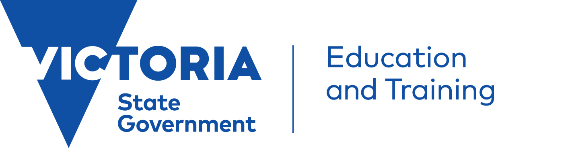 VICTORIA
State
Government
Education
and Training